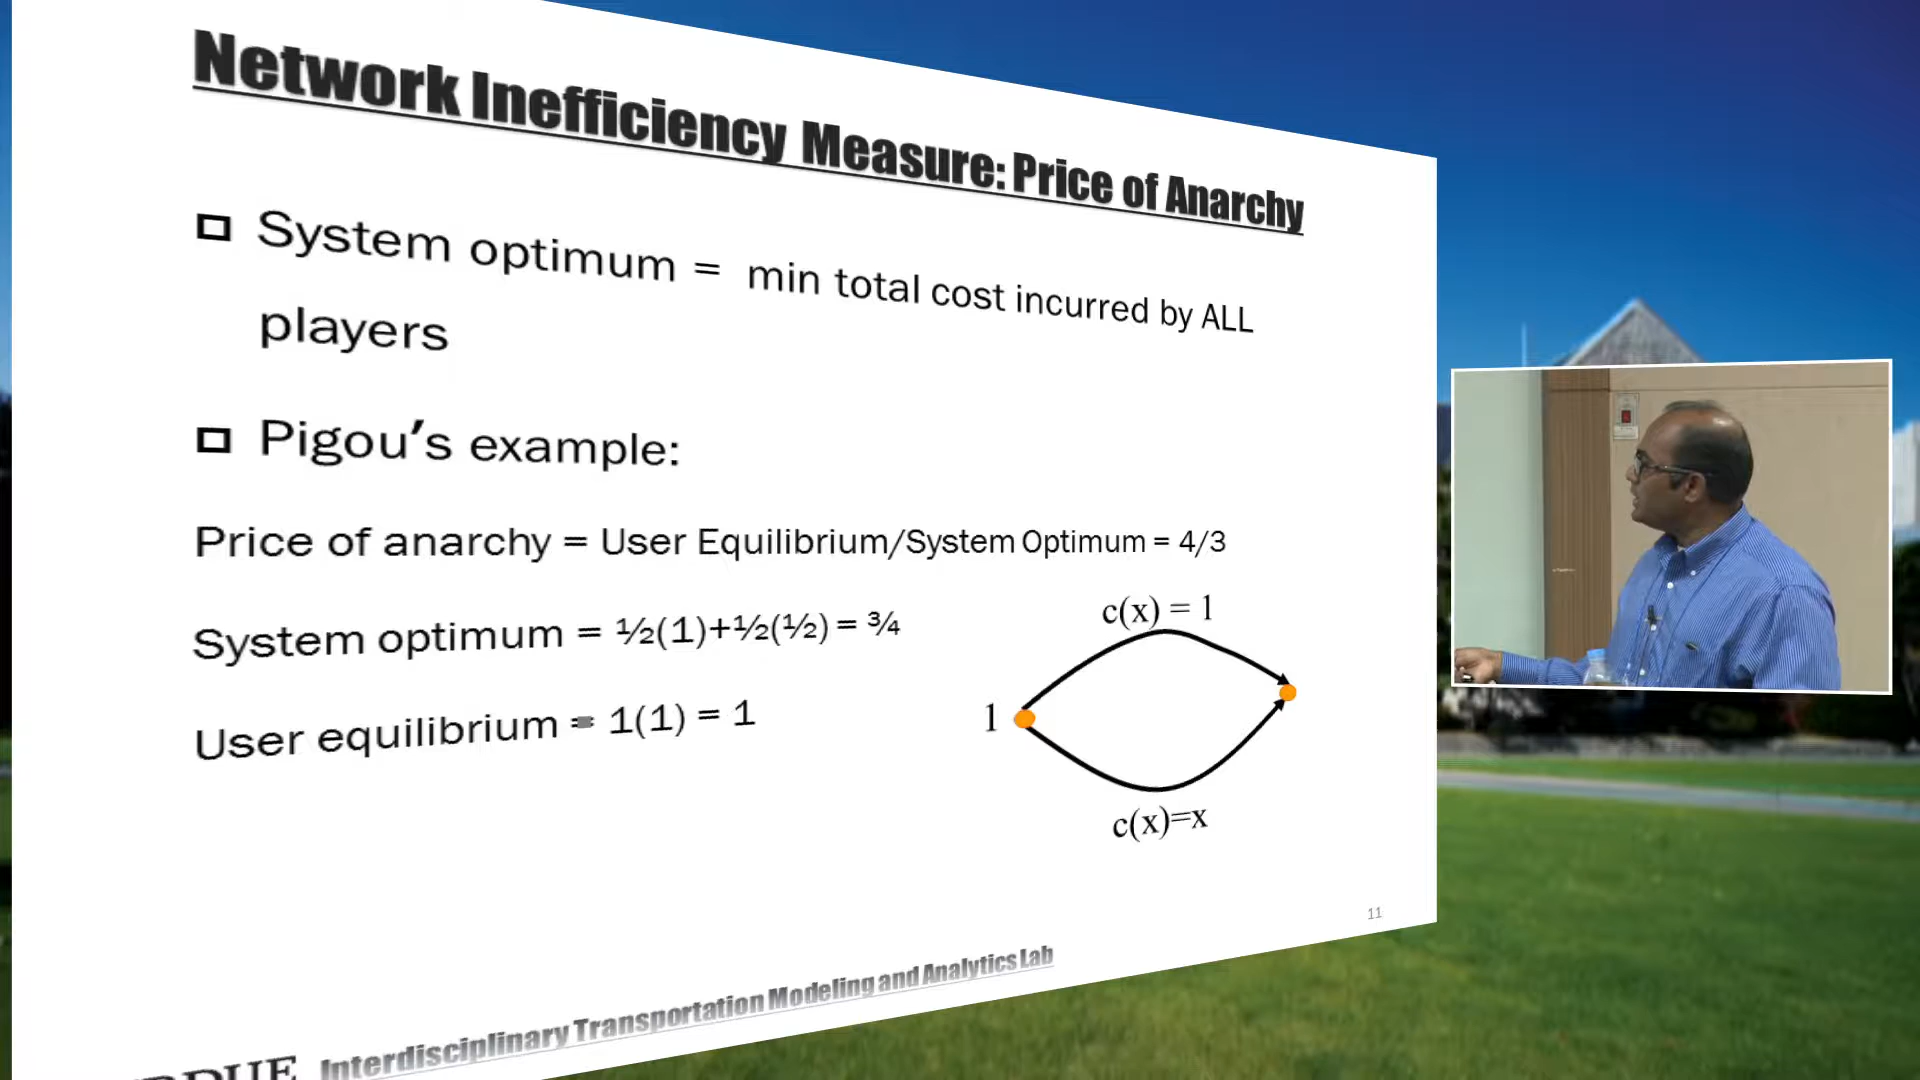 Network Inefficiency Measure: Price of Anarchy
System optimum = min total cost incurred by ALL
players
Pigou's example:
Price of anarchy = User Equilibrium/System Optimum = 4/3
System optimum = ½(1)+½(½) = ¾
User equilibrium = 1(1) = 1
c(x) = 1
1
c(x)=x
11
Interdisciplinary Transportation Modeling and Analytics Lab